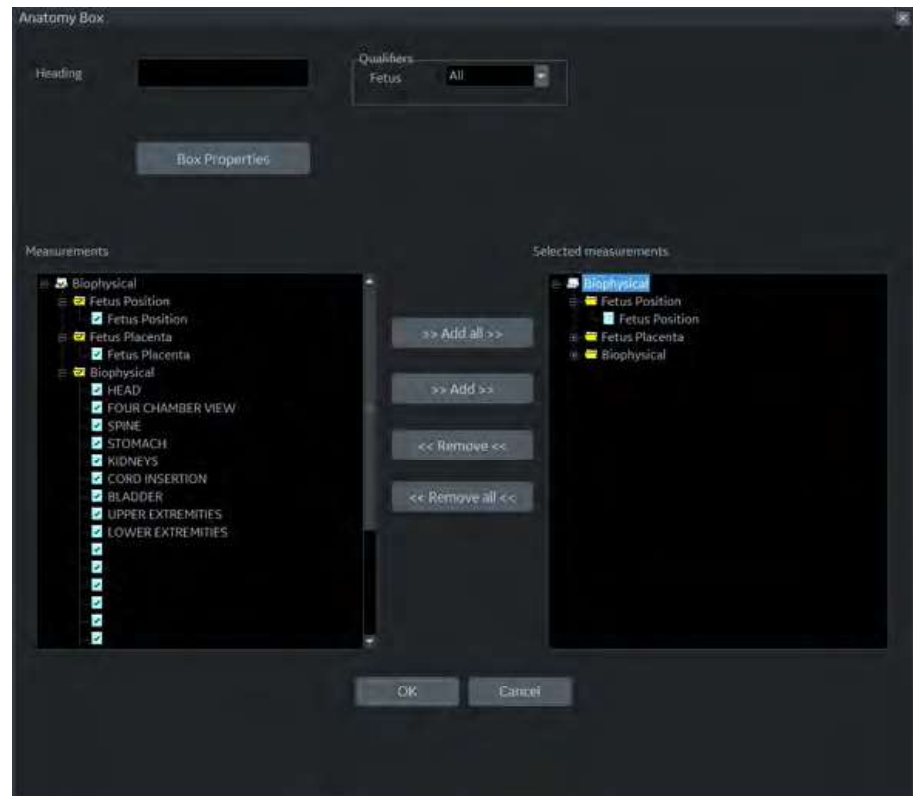 Anatomy Box
Heading
Qualifiers
Fetus All
Box Properties
Measurements
Biophysical
Fetus Position
Fetus Position
Fetus Placenta
Fetus Placenta
Biophysical
HEAD
FOUR CHAMBER VIEW
SPINE
STOMACH
KIDNEYS
CORD INSERTION
BLADDER
UPPER EXTREMITIES
LOWER EXTREMITIES
>> Add all >>
>> Add >>
<< Remove <<
<< Remove all <<
Selected measurements
Biophysical
Fetus Position
Fetus Position
Fetus Placenta
Biophysical
OK
Cancel